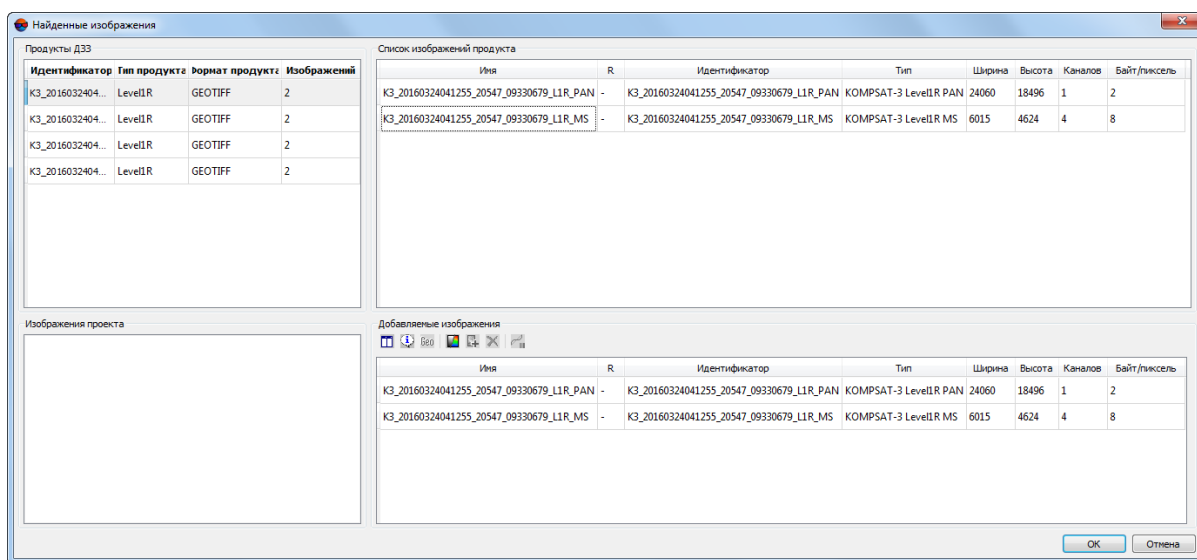 Найденные изображения
Продукты ДЗЗ
Идентификатор Тип продукта Формат продукта Изображений
K3_2016032404... Level1R GEOTIFF 2
K3_2016032404... Level1R GEOTIFF 2
K3_2016032404... Level1R GEOTIFF 2
K3_2016032404... Level1R GEOTIFF 2
Список изображений продукта
Имя R Идентификатор Тип Ширина Высота Каналов Байт/пиксель
K3_20160324041255_20547_09330679_L1R_PAN - K3_20160324041255_20547_09330679_L1R_PAN KOMPSAT-3 Level1R PAN 24060 18496 1 2
K3_20160324041255_20547_09330679_L1R_MS - K3_20160324041255_20547_09330679_L1R_MS KOMPSAT-3 Level1R MS 6015 4624 4 8
Изображения проекта
Добавляемые изображения
Geo
Имя R Идентификатор Тип Ширина Высота Каналов Байт/пиксель
K3_20160324041255_20547_09330679_L1R_PAN - K3_20160324041255_20547_09330679_L1R_PAN KOMPSAT-3 Level1R PAN 24060 18496 1 2
K3_20160324041255_20547_09330679_L1R_MS - K3_20160324041255_20547_09330679_L1R_MS KOMPSAT-3 Level1R MS 6015 4624 4 8
OK Отмена